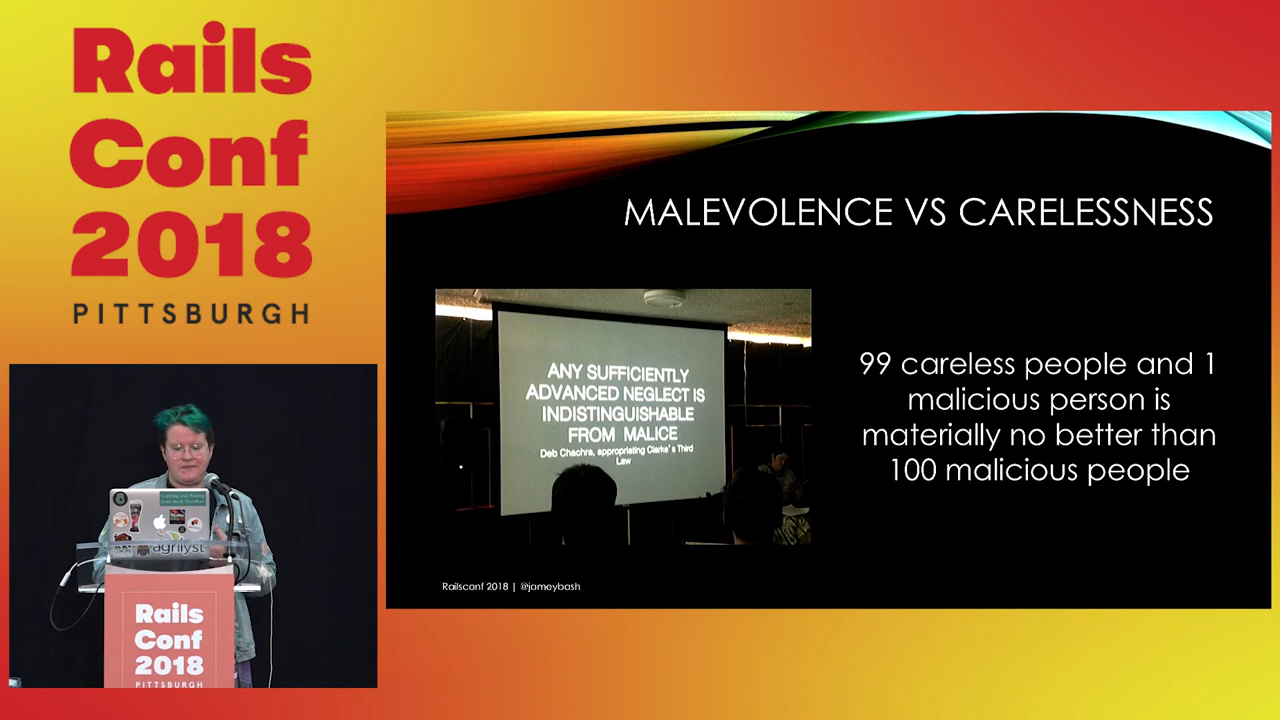 Rails
Conf
2018
PITTSBURGH
MALEVOLENCE VS CARELESSNESS
ANY SUFFICIENTLY
ADVANCED NEGLECT IS
INDISTINGUISHABLE
FROM MALICE
Deb Chachra, appropriating Clarke's Third
Law
99 careless people and 1
malicious person is
materially no better than
100 malicious people
Railsconf 2018 | @jameybash
agrilyst
Rails
Conf
2018
PITTSBURGH